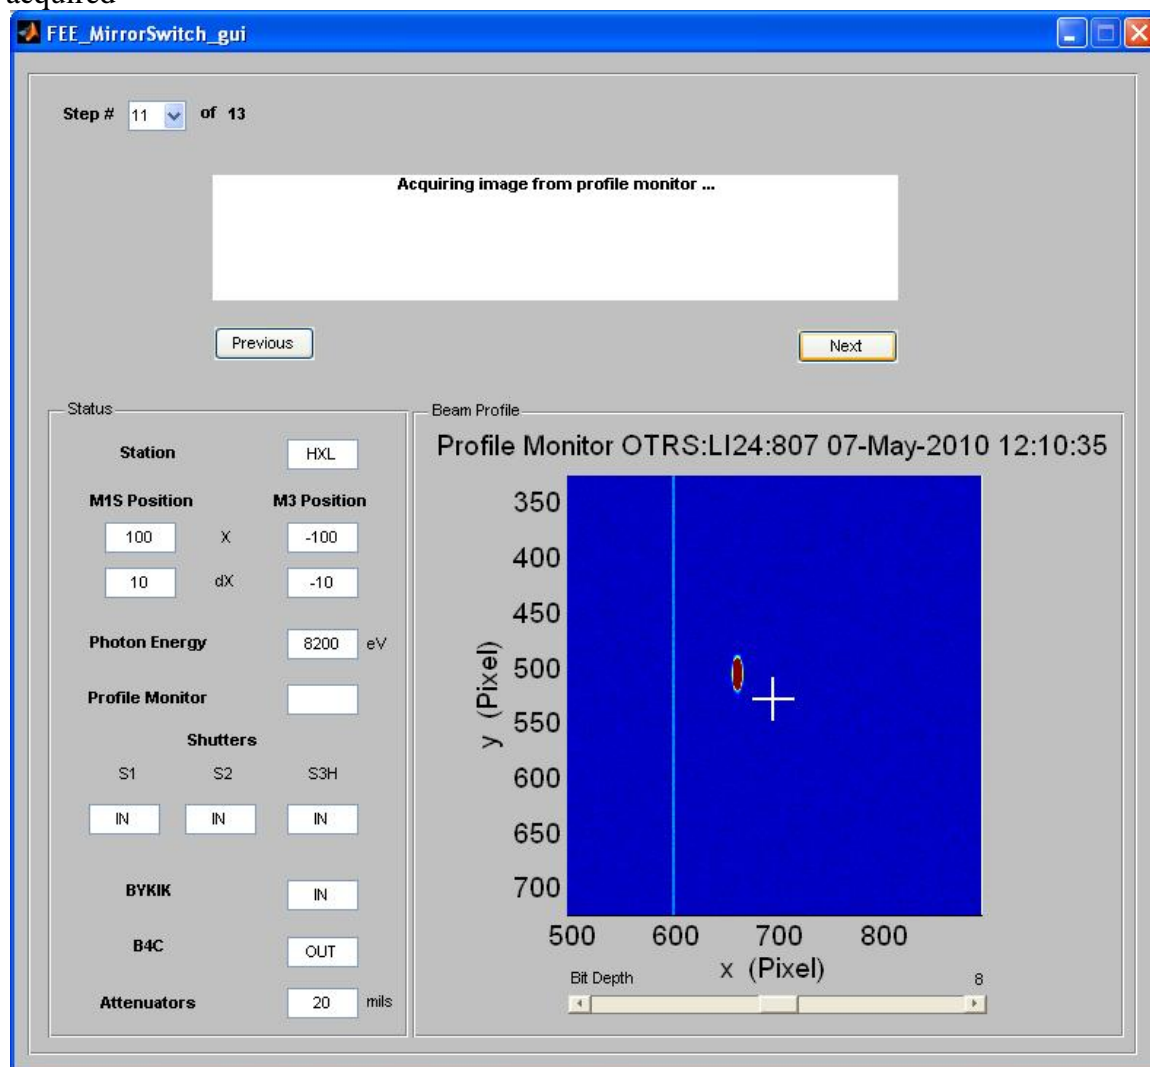 acquired
FEE_MirrorSwitch_gui
Step # 11 of 13
Acquiring image from profile monitor ...
Previous
Next
Status
Station HXL
M1S Position M3 Position
100 X -100
10 dX -10
Photon Energy 8200 eV
Profile Monitor
Shutters
S1 S2 S3H
IN IN IN
BYKIK IN
B4C OUT
Attenuators 20 mils
Beam Profile
Profile Monitor OTRS:LI24:807 07-May-2010 12:10:35
y (Pixel)
350
400
450
500
550
600
650
700
500 600 700 800
x (Pixel)
Bit Depth 8